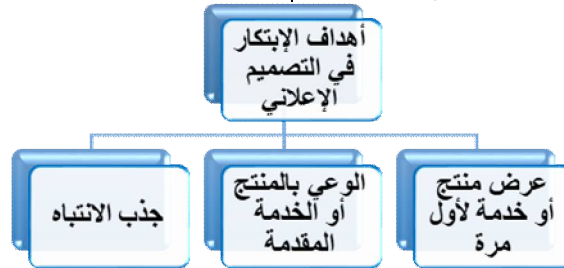 أهداف الإبتكار
في التصميم
الإعلاني
عرض منتج
أو خدمة لأول
مرة
الوعي بالمنتج
أو الخدمة
المقدمة
جذب الانتباه